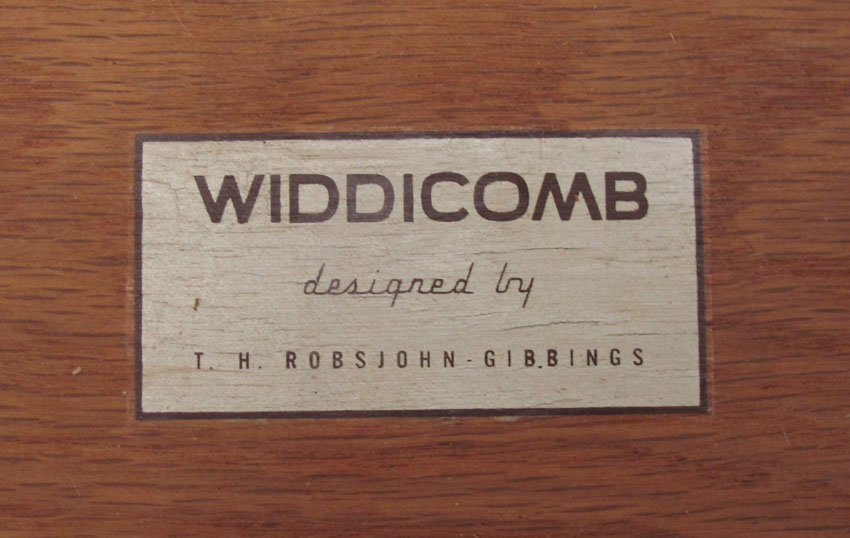 WIDDICOMB
designed by
T. H. ROBSJOHN-GIBBINGS